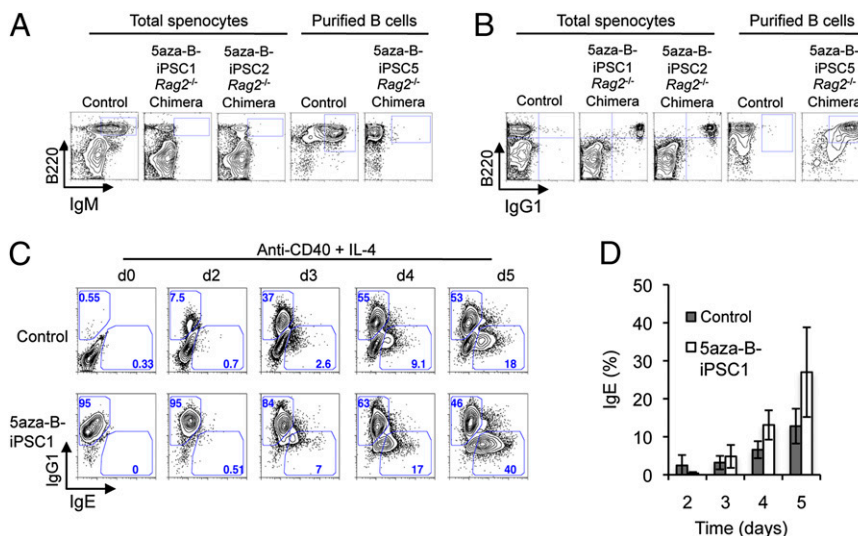 A
Total spenocytes
Purified B cells
Control
5aza-B-
iPSC1
Rag2-/-
Chimera
5aza-B-
iPSC2
Rag2-/-
Chimera
Control
5aza-B-
iPSC5
Rag2-/-
Chimera
B220
IgM
B
Total spenocytes
Purified B cells
Control
5aza-B-
iPSC1
Rag2-/-
Chimera
5aza-B-
iPSC2
Rag2-/-
Chimera
Control
5aza-B-
iPSC5
Rag2-/-
Chimera
B220
IgG1
C
Anti-CD40 + IL-4
d0 d2 d3 d4 d5
Control
0.55 7.5 37 55 53
0.33 0.7 2.6 9.1 18
5aza-B-
iPSC1
95 95 84 63 46
0 0.51 7 17 40
IgG1
IgE
D
IgE (%)
50
40
30
20
10
0
Control
5aza-B-
iPSC1
2 3 4 5
Time (days)